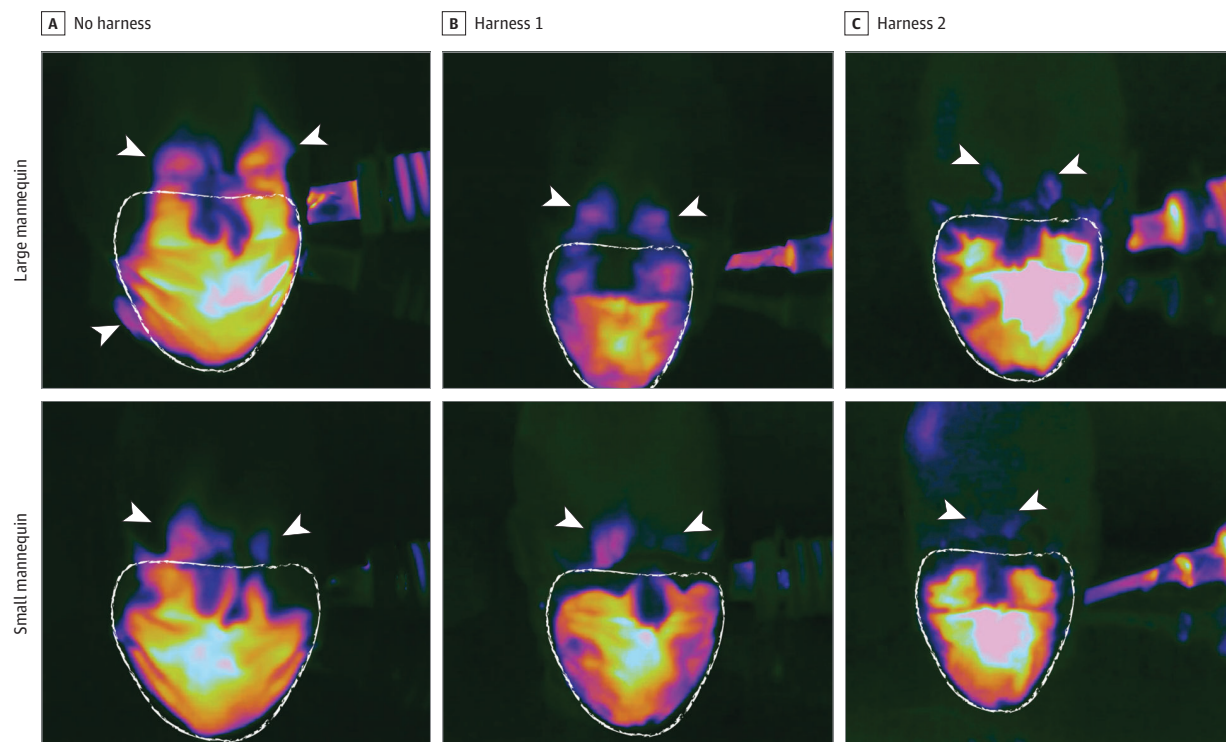 A No harness
B Harness 1
C Harness 2
Large mannequin
Small mannequin